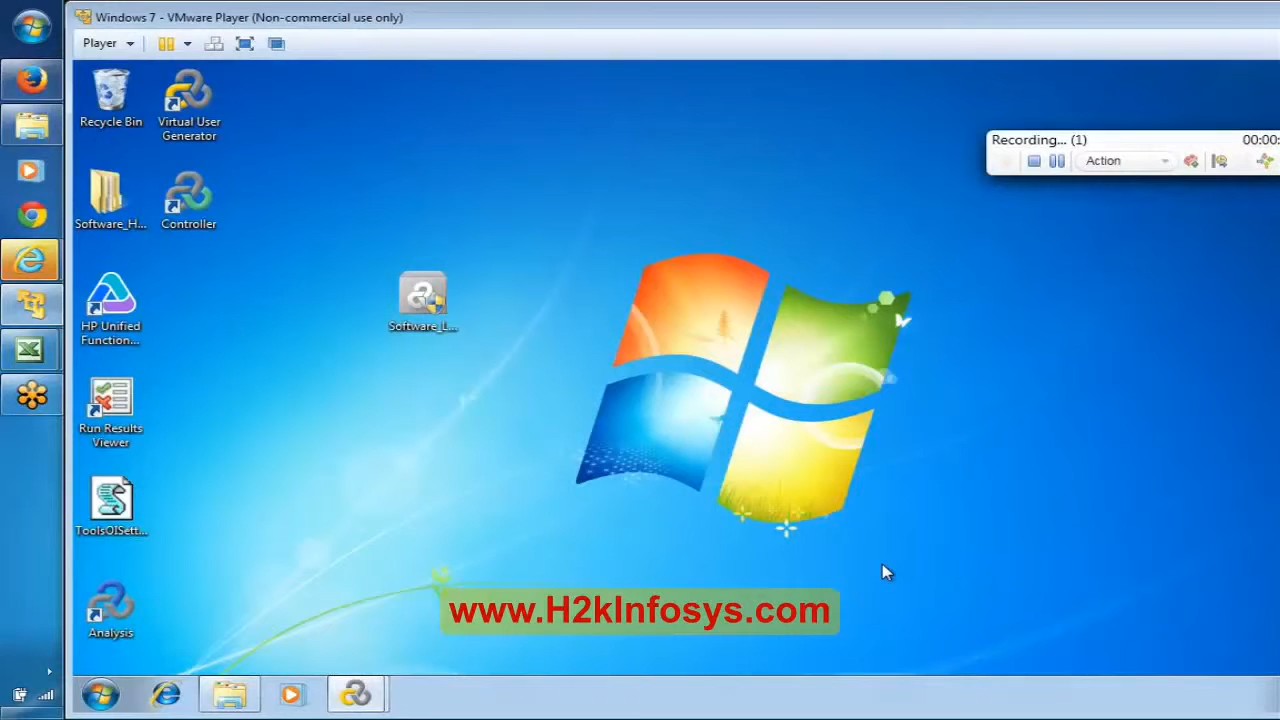 Windows 7 - VMware Player (Non-commercial use only)
Player
Recycle Bin
Virtual User
Generator
Recording... (1)
00:00:
Action
Software_H...
Controller
HP Unified
Function...
Software_L...
Run Results
Viewer
ToolsOISett...
Analysis
www.H2kInfosys.com